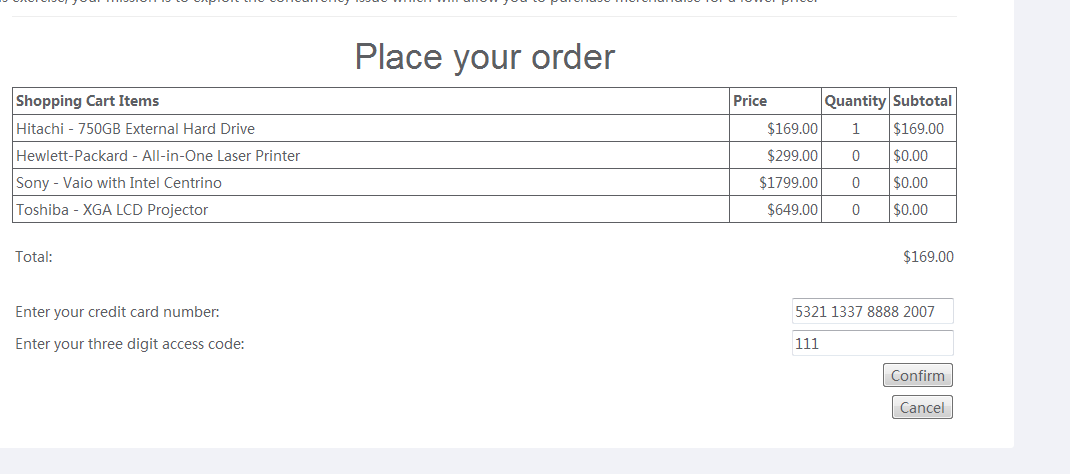 is exercise, your mission is to exploit the concurrency issue which will allow you to purchase merchandise for a lower price.
Place your order
Shopping Cart Items Price Quantity Subtotal
Hitachi - 750GB External Hard Drive $169.00 1 $169.00
Hewlett-Packard - All-in-One Laser Printer $299.00 0 $0.00
Sony - Vaio with Intel Centrino $1799.00 0 $0.00
Toshiba - XGA LCD Projector $649.00 0 $0.00
Total: $169.00
Enter your credit card number: 5321 1337 8888 2007
Enter your three digit access code: 111
Confirm
Cancel